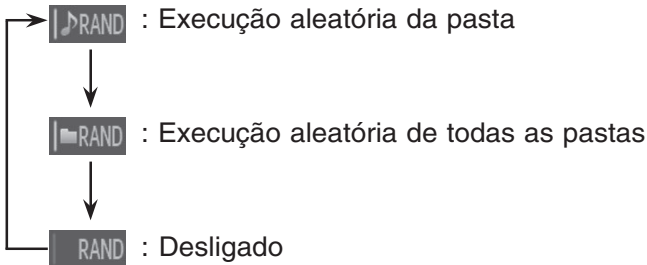 RAND : Execução aleatória da pasta
RAND : Execução aleatória de todas as pastas
RAND : Desligado